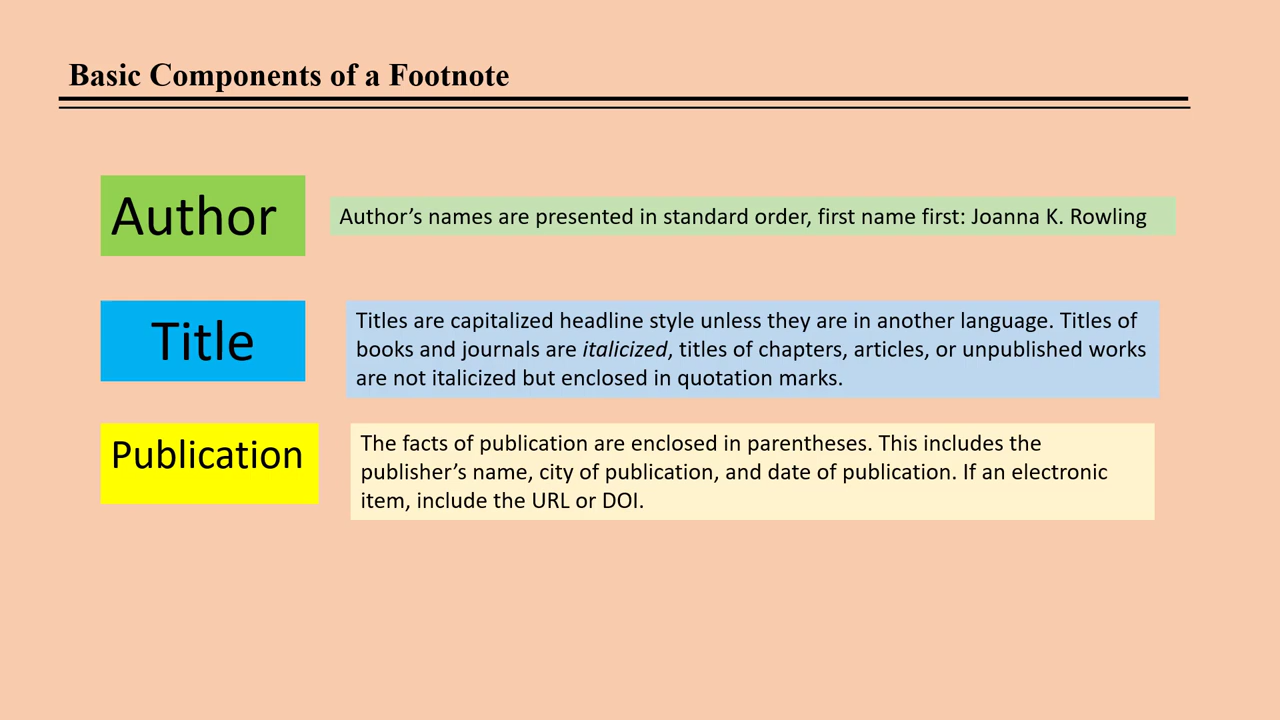 Basic Components of a Footnote
Author
Author’s names are presented in standard order, first name first: Joanna K. Rowling
Title
Titles are capitalized headline style unless they are in another language. Titles of
books and journals are italicized, titles of chapters, articles, or unpublished works
are not italicized but enclosed in quotation marks.
Publication
The facts of publication are enclosed in parentheses. This includes the
publisher’s name, city of publication, and date of publication. If an electronic
item, include the URL or DOI.